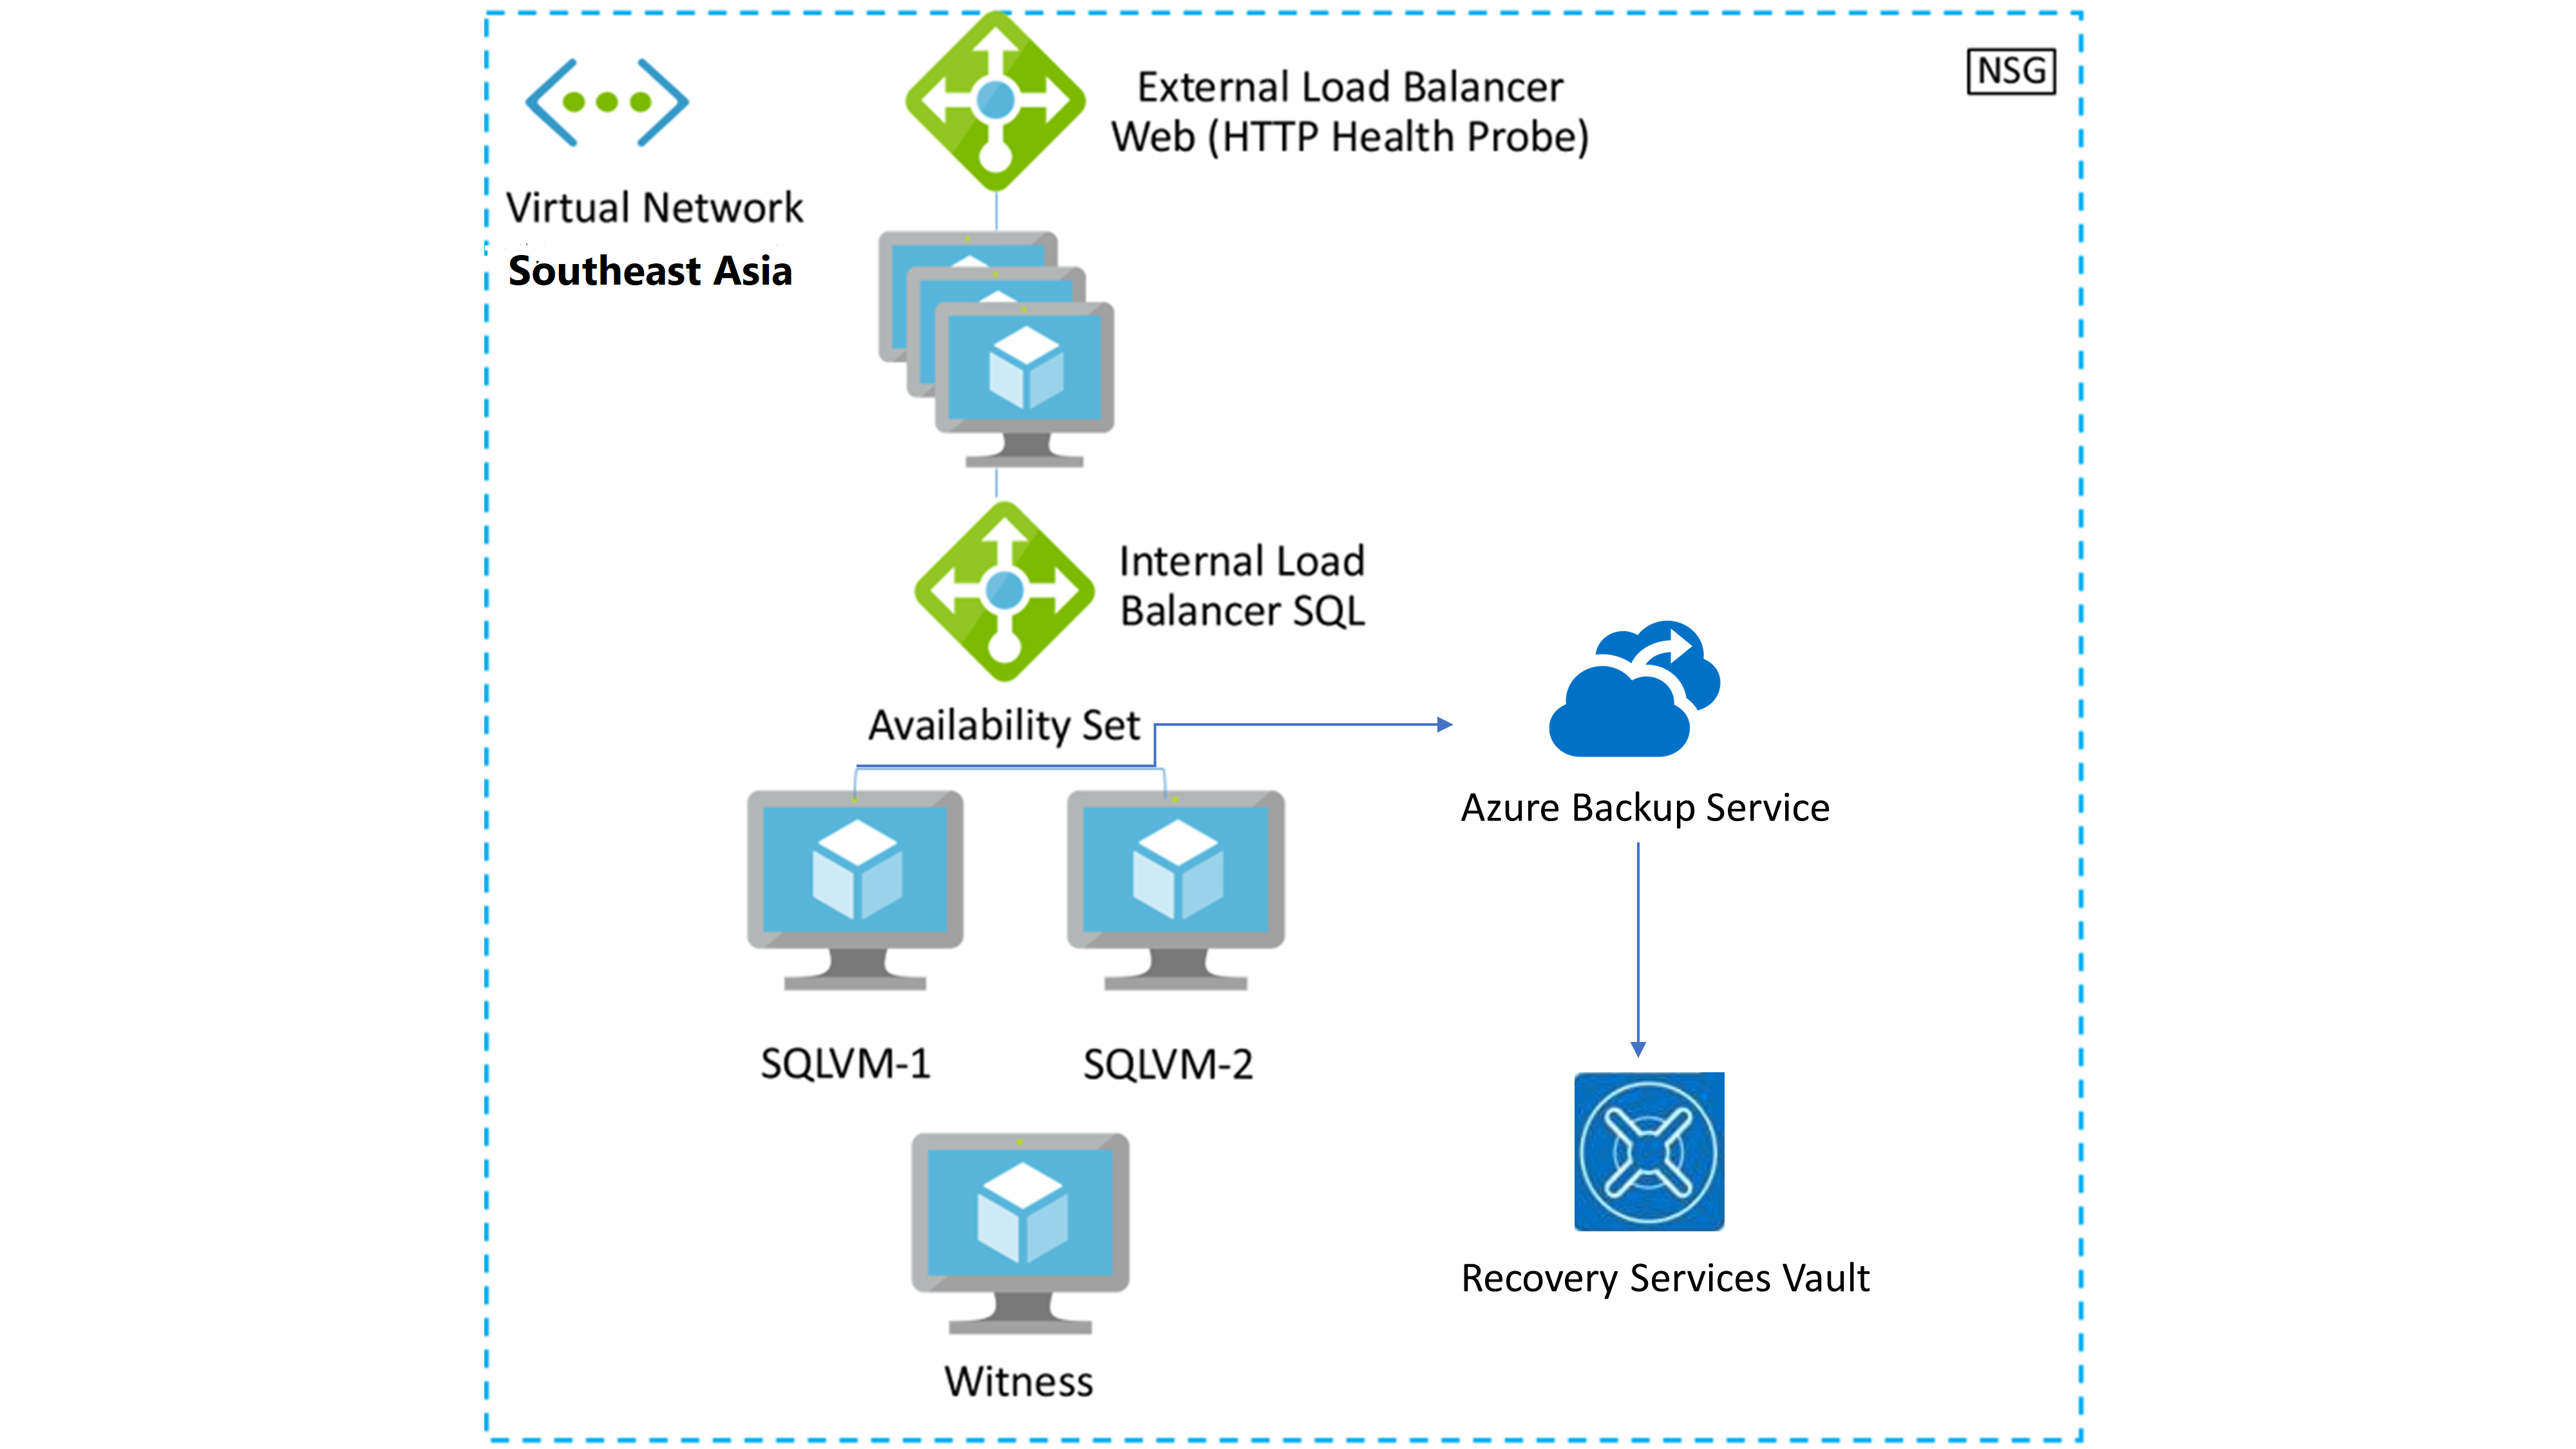 External Load Balancer
Web (HTTP Health Probe)
NSG
Virtual Network
Southeast Asia
Internal Load
Balancer SQL
Availability Set
Azure Backup Service
SQLVM-1
SQLVM-2
Recovery Services Vault
Witness